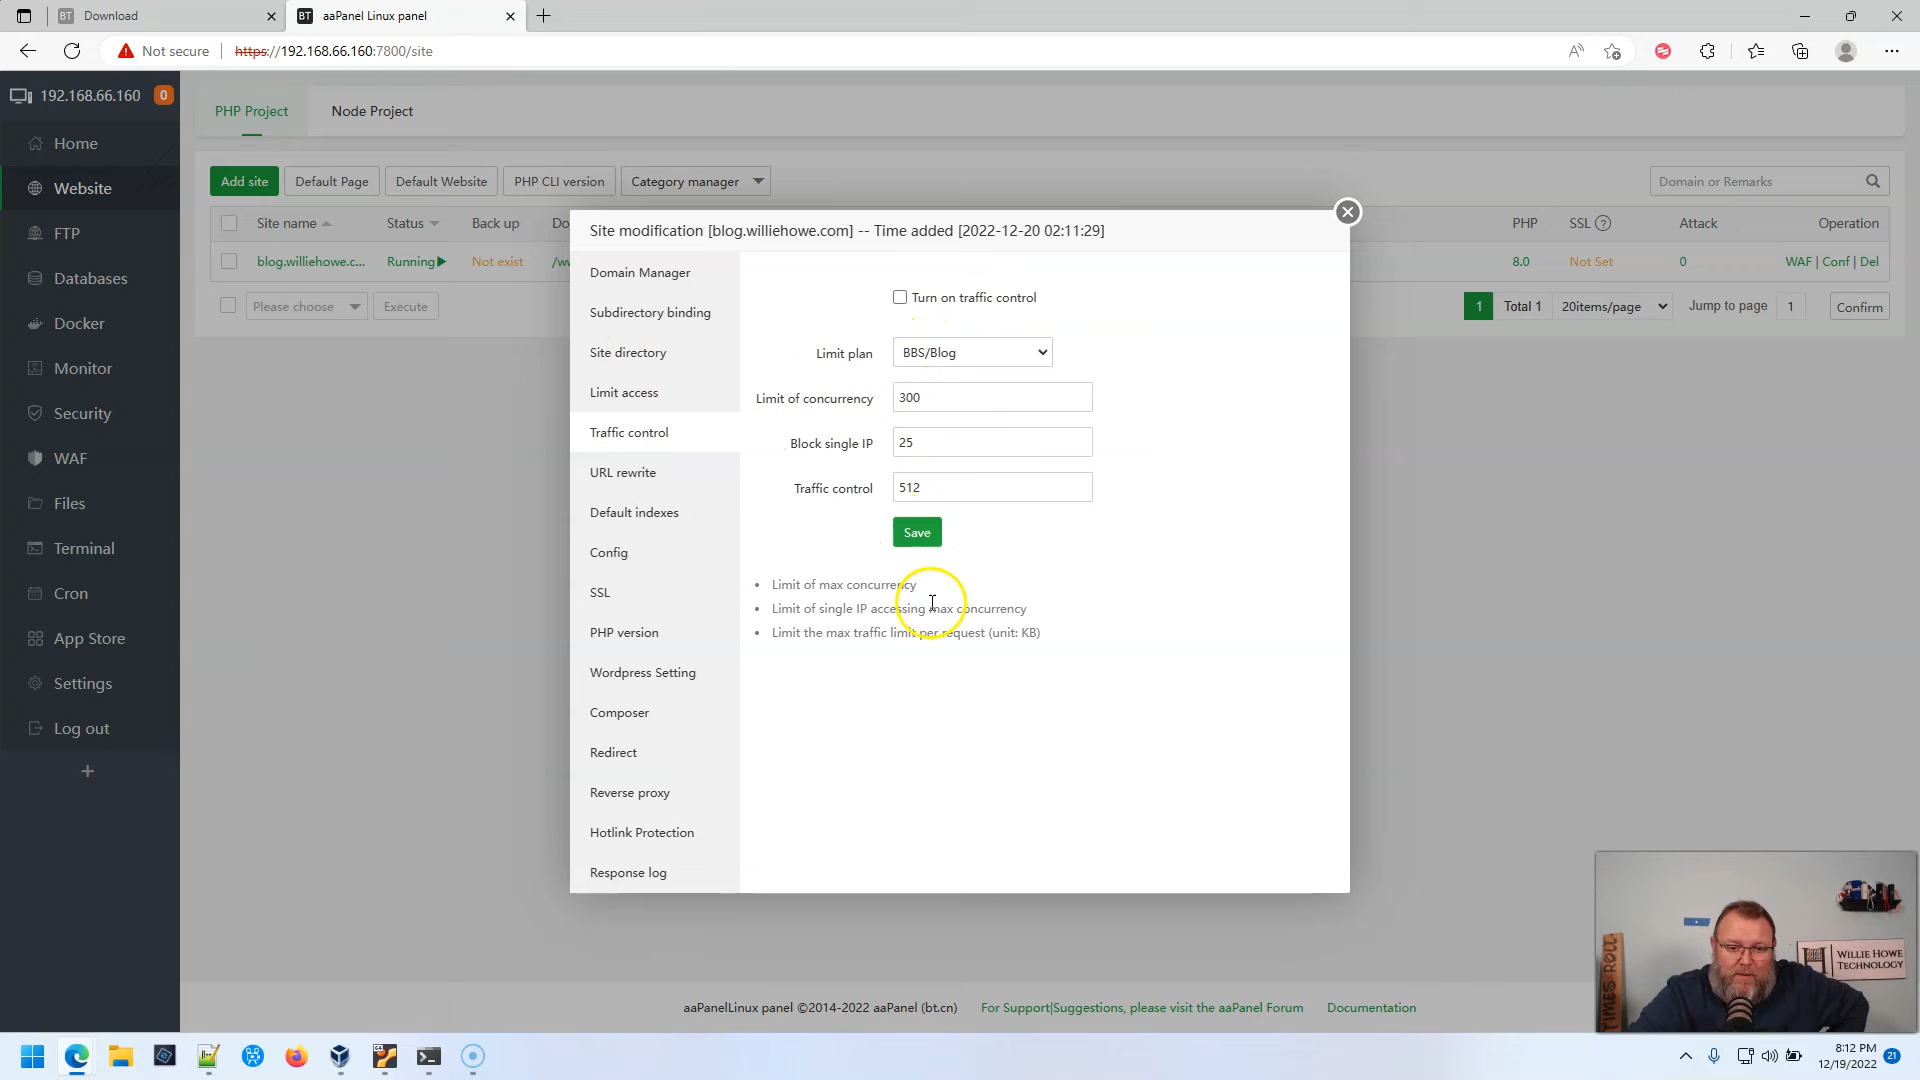 BT Download
BT aaPanel Linux panel
Not secure https://192.168.66.160:7800/site
192.168.66.160 0
Home
Website
FTP
Databases
Docker
Monitor
Security
WAF
Files
Terminal
Cron
App Store
Settings
Log out
PHP Project Node Project
Add site Default Page Default Website PHP CLI version Category manager Domain or Remarks
Site name Status Back up Do PHP SSL ? Attack Operation
blog.williehowe.c... Running Not exist /w 8.0 Not Set 0 WAF | Conf | Del
Please choose Execute 1 Total 1 20items/page Jump to page 1 Confirm
Site modification [blog.williehowe.com] -- Time added [2022-12-20 02:11:29]
Domain Manager
Subdirectory binding
Site directory
Limit access
Traffic control
URL rewrite
Default indexes
Config
SSL
PHP version
Wordpress Setting
Composer
Redirect
Reverse proxy
Hotlink Protection
Response log
Turn on traffic control
Limit plan BBS/Blog
Limit of concurrency 300
Block single IP 25
Traffic control 512
Save
Limit of max concurrency
Limit of single IP accessing max concurrency
Limit the max traffic limit per request (unit: KB)
aaPanelLinux panel ©2014-2022 aaPanel (bt.cn) For Support|Suggestions, please visit the aaPanel Forum Documentation
TIMES ROLL
WILLIE HOWE
TECHNOLOGY
8:12 PM
12/19/2022
21